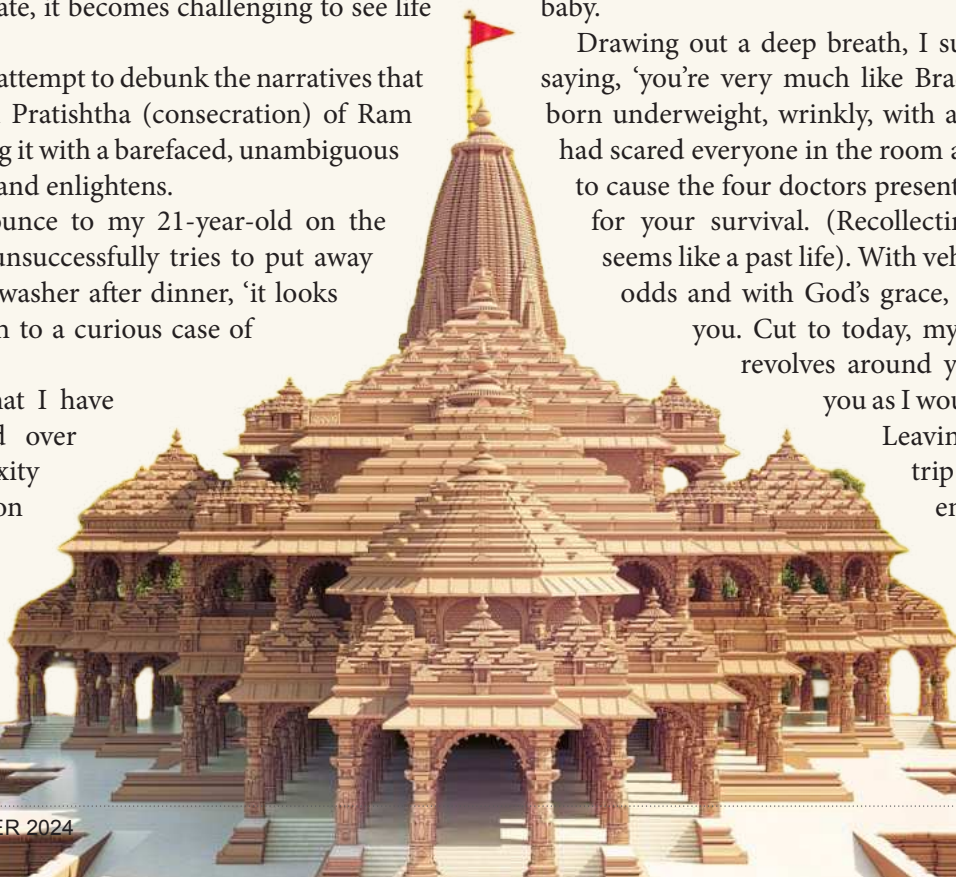 ate, it becomes challenging to see life
attempt to debunk the narratives that
Pratishtha (consecration) of Ram
g it with a barefaced, unambiguous
and enlightens.
ounce to my 21-year-old on the
unsuccessfully tries to put away
washer after dinner, ‘it looks
n to a curious case of
hat I have
d over
xity
on
baby.
Drawing out a deep breath, I su
saying, ‘you’re very much like Bra
born underweight, wrinkly, with a
had scared everyone in the room a
to cause the four doctors present
for your survival. (Recollectin
seems like a past life). With veh
odds and with God’s grace,
you. Cut to today, my
revolves around y
you as I wou
Leavin
trip
en
ER 2024